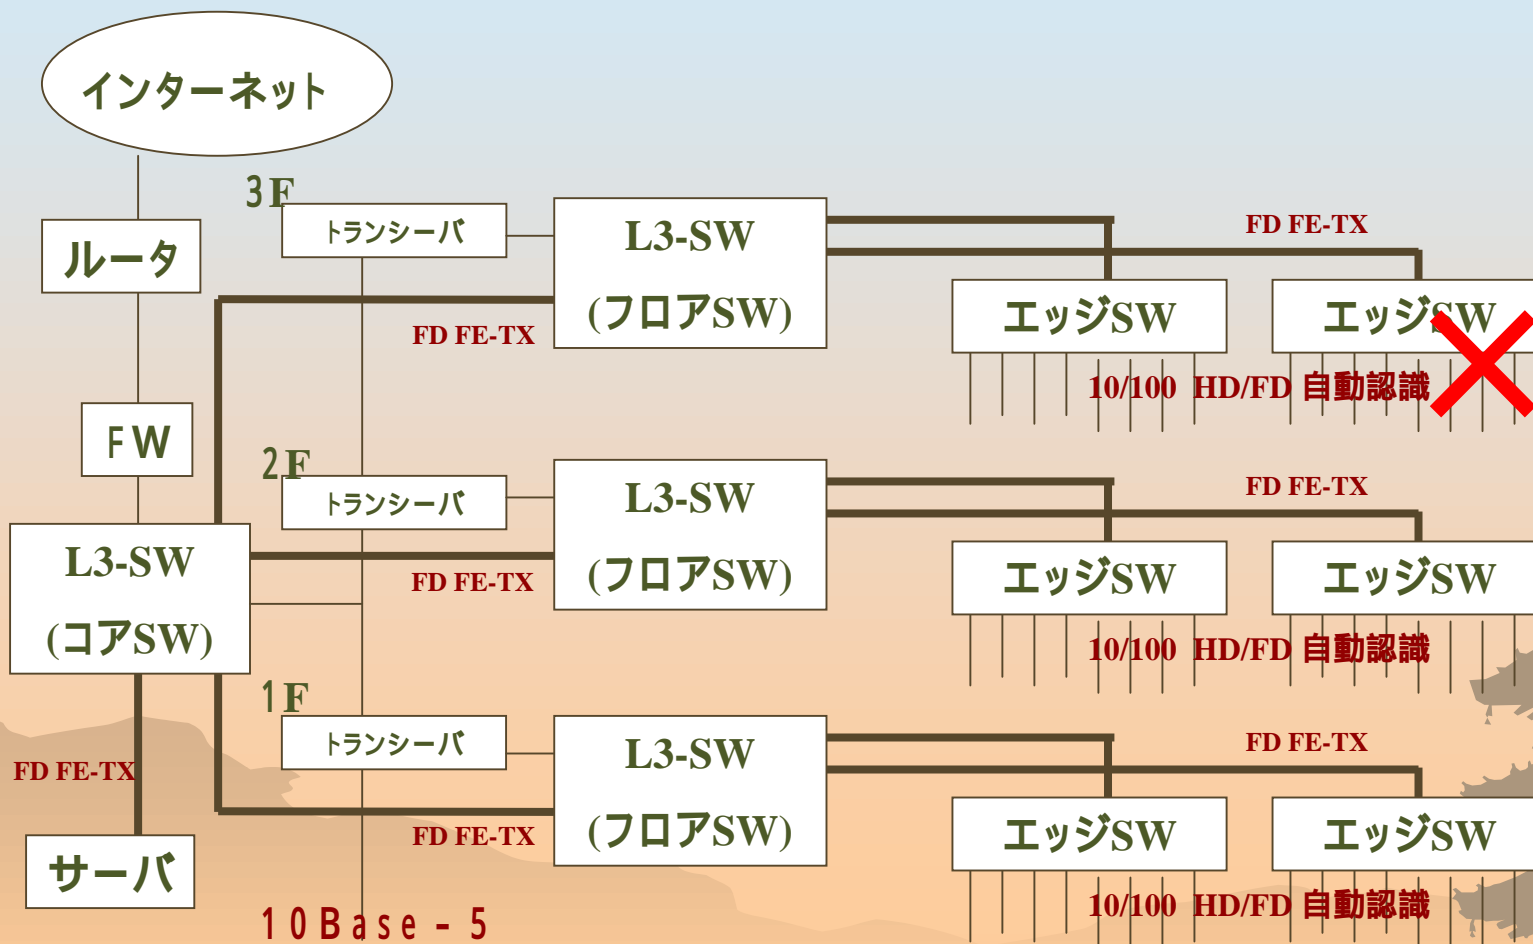 インターネット
3F
トランシーバ
L3-SW
(フロアSW)
FD FE-TX
ルータ
エッジSW
エッジSW
FD FE-TX
10/100 HD/FD 自動認識
FW
2F
トランシーバ
L3-SW
(フロアSW)
FD FE-TX
L3-SW
(コアSW)
FD FE-TX
エッジSW
エッジSW
10/100 HD/FD 自動認識
1F
トランシーバ
L3-SW
(フロアSW)
FD FE-TX
FD FE-TX
FD FE-TX
エッジSW
エッジSW
サーバ
10/100 HD/FD 自動認識
10Base-5